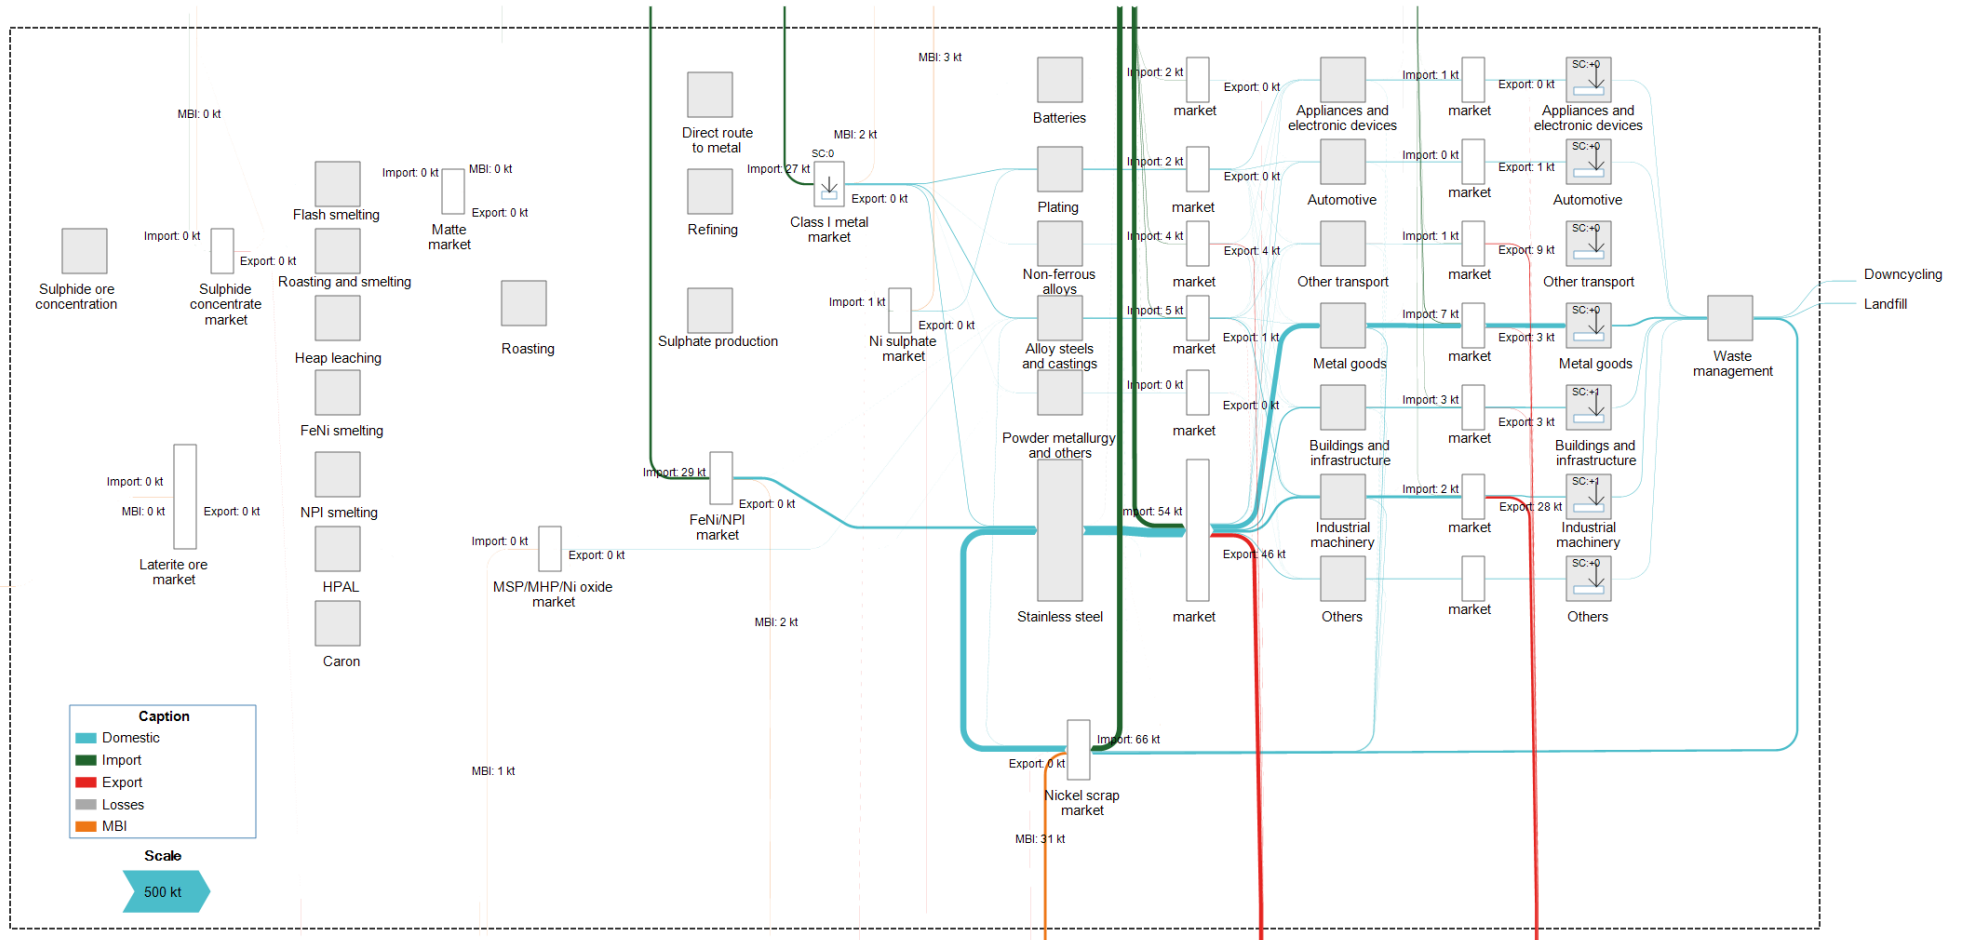 MBI: 0 kt
Sulphide ore
concentration
Import: 0 kt
Export: 0 kt
Sulphide
concentrate
market
Import: 0 kt
MBI: 0 kt
Export: 0 kt
Laterite ore
market
Flash smelting
Roasting and smelting
Heap leaching
FeNi smelting
NPI smelting
HPAL
Caron
Import: 0 kt
MBI: 0 kt
Export: 0 kt
Matte
market
Roasting
Import: 0 kt
Export: 0 kt
MSP/MHP/Ni oxide
market
MBI: 1 kt
Direct route
to metal
Refining
Sulphate production
Import: 29 kt
Export: 0 kt
FeNi/NPI
market
MBI: 2 kt
MBI: 3 kt
MBI: 2 kt
SC:0
Import: 27 kt
Export: 0 kt
Class I metal
market
Import: 1 kt
Export: 0 kt
Ni sulphate
market
Batteries
Plating
Non-ferrous
alloys
Alloy steels
and castings
Powder metallurgy
and others
Stainless steel
Import: 2 kt
Export: 0 kt
market
Import: 2 kt
Export: 0 kt
market
Import: 4 kt
Export: 4 kt
market
Import: 5 kt
Export: 1 kt
market
Import: 0 kt
Export: 0 kt
market
Import: 54 kt
Export: 46 kt
market
Import: 66 kt
Export: 0 kt
Nickel scrap
market
MBI: 31 kt
Appliances and
electronic devices
Automotive
Other transport
Metal goods
Buildings and
infrastructure
Industrial
machinery
Others
Import: 1 kt
Export: 0 kt
market
Import: 0 kt
Export: 1 kt
market
Import: 1 kt
Export: 9 kt
market
Import: 7 kt
Export: 3 kt
market
Import: 3 kt
Export: 3 kt
market
Import: 2 kt
Export: 28 kt
market
market
SC:+0
Appliances and
electronic devices
SC:+0
Automotive
SC:+0
Other transport
SC:+0
Metal goods
SC:+1
Buildings and
infrastructure
SC:+1
Industrial
machinery
SC:+0
Others
Waste
management
Downcycling
Landfill
Caption
Domestic
Import
Export
Losses
MBI
Scale
500 kt